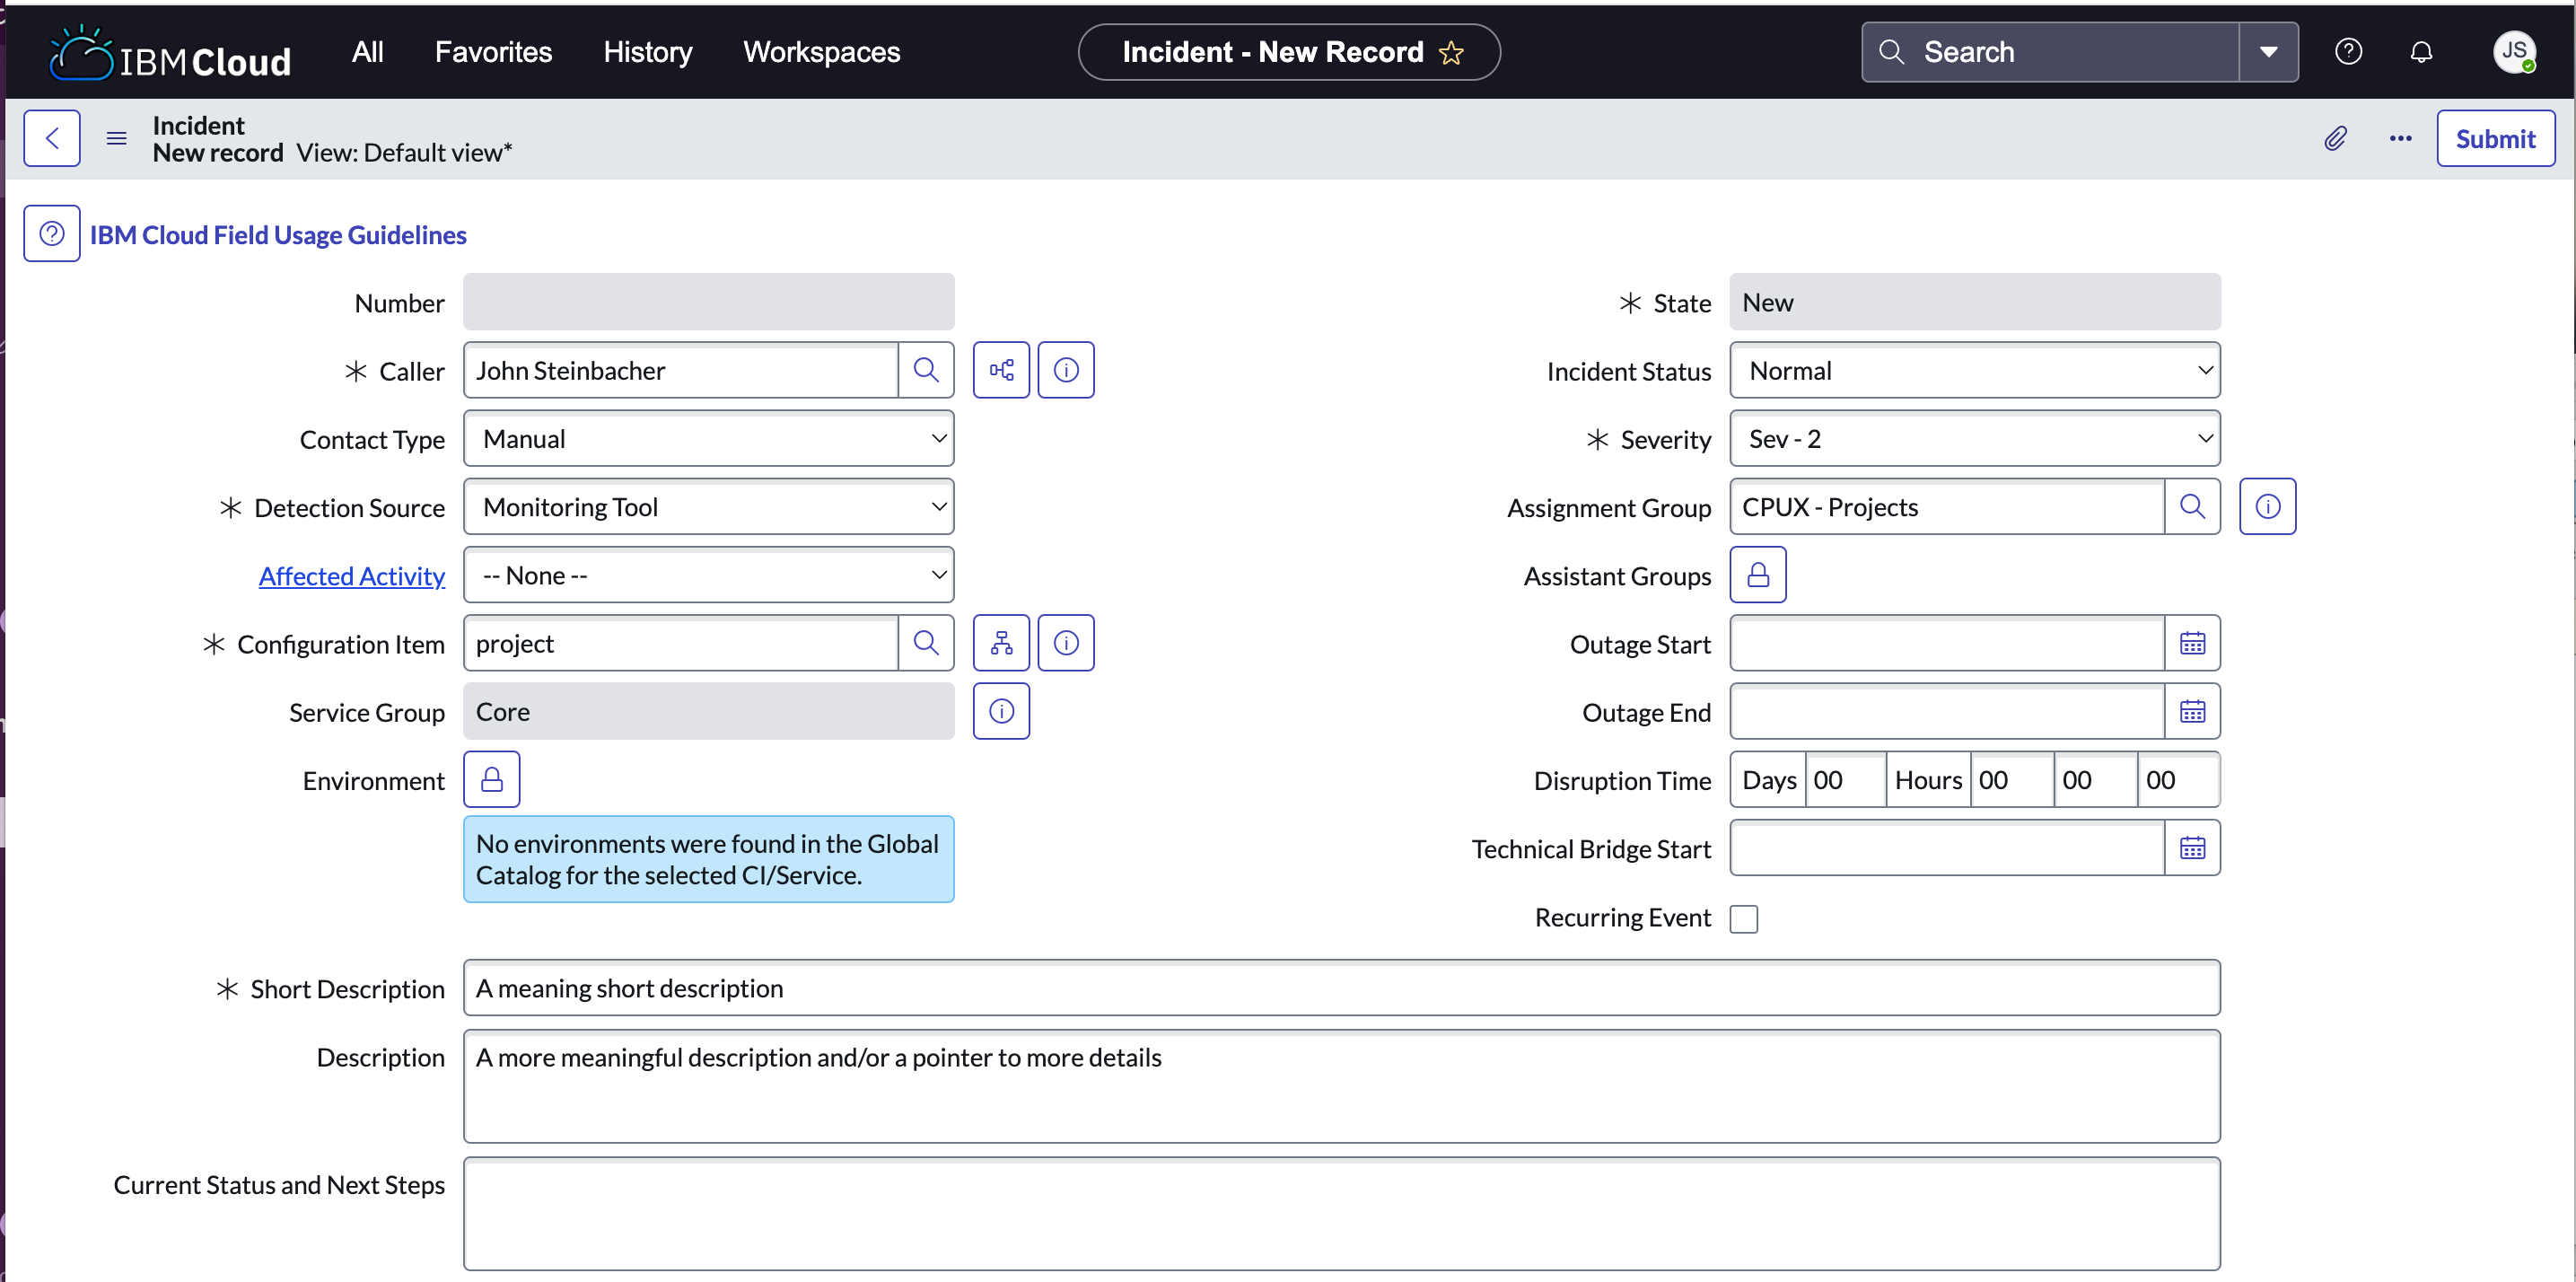 IBM Cloud
All Favorites History Workspaces
Incident - New Record
Search
JS
Incident
New record View: Default view*
Submit
IBM Cloud Field Usage Guidelines
Number
Caller John Steinbacher
Contact Type Manual
Detection Source Monitoring Tool
Affected Activity -- None --
Configuration Item project
Service Group Core
Environment
No environments were found in the Global
Catalog for the selected CI/Service.
* State New
Incident Status Normal
* Severity Sev - 2
Assignment Group CPUX - Projects
Assistant Groups
Outage Start
Outage End
Disruption Time Days 00 Hours 00 00 00
Technical Bridge Start
Recurring Event
* Short Description A meaning short description
Description A more meaningful description and/or a pointer to more details
Current Status and Next Steps